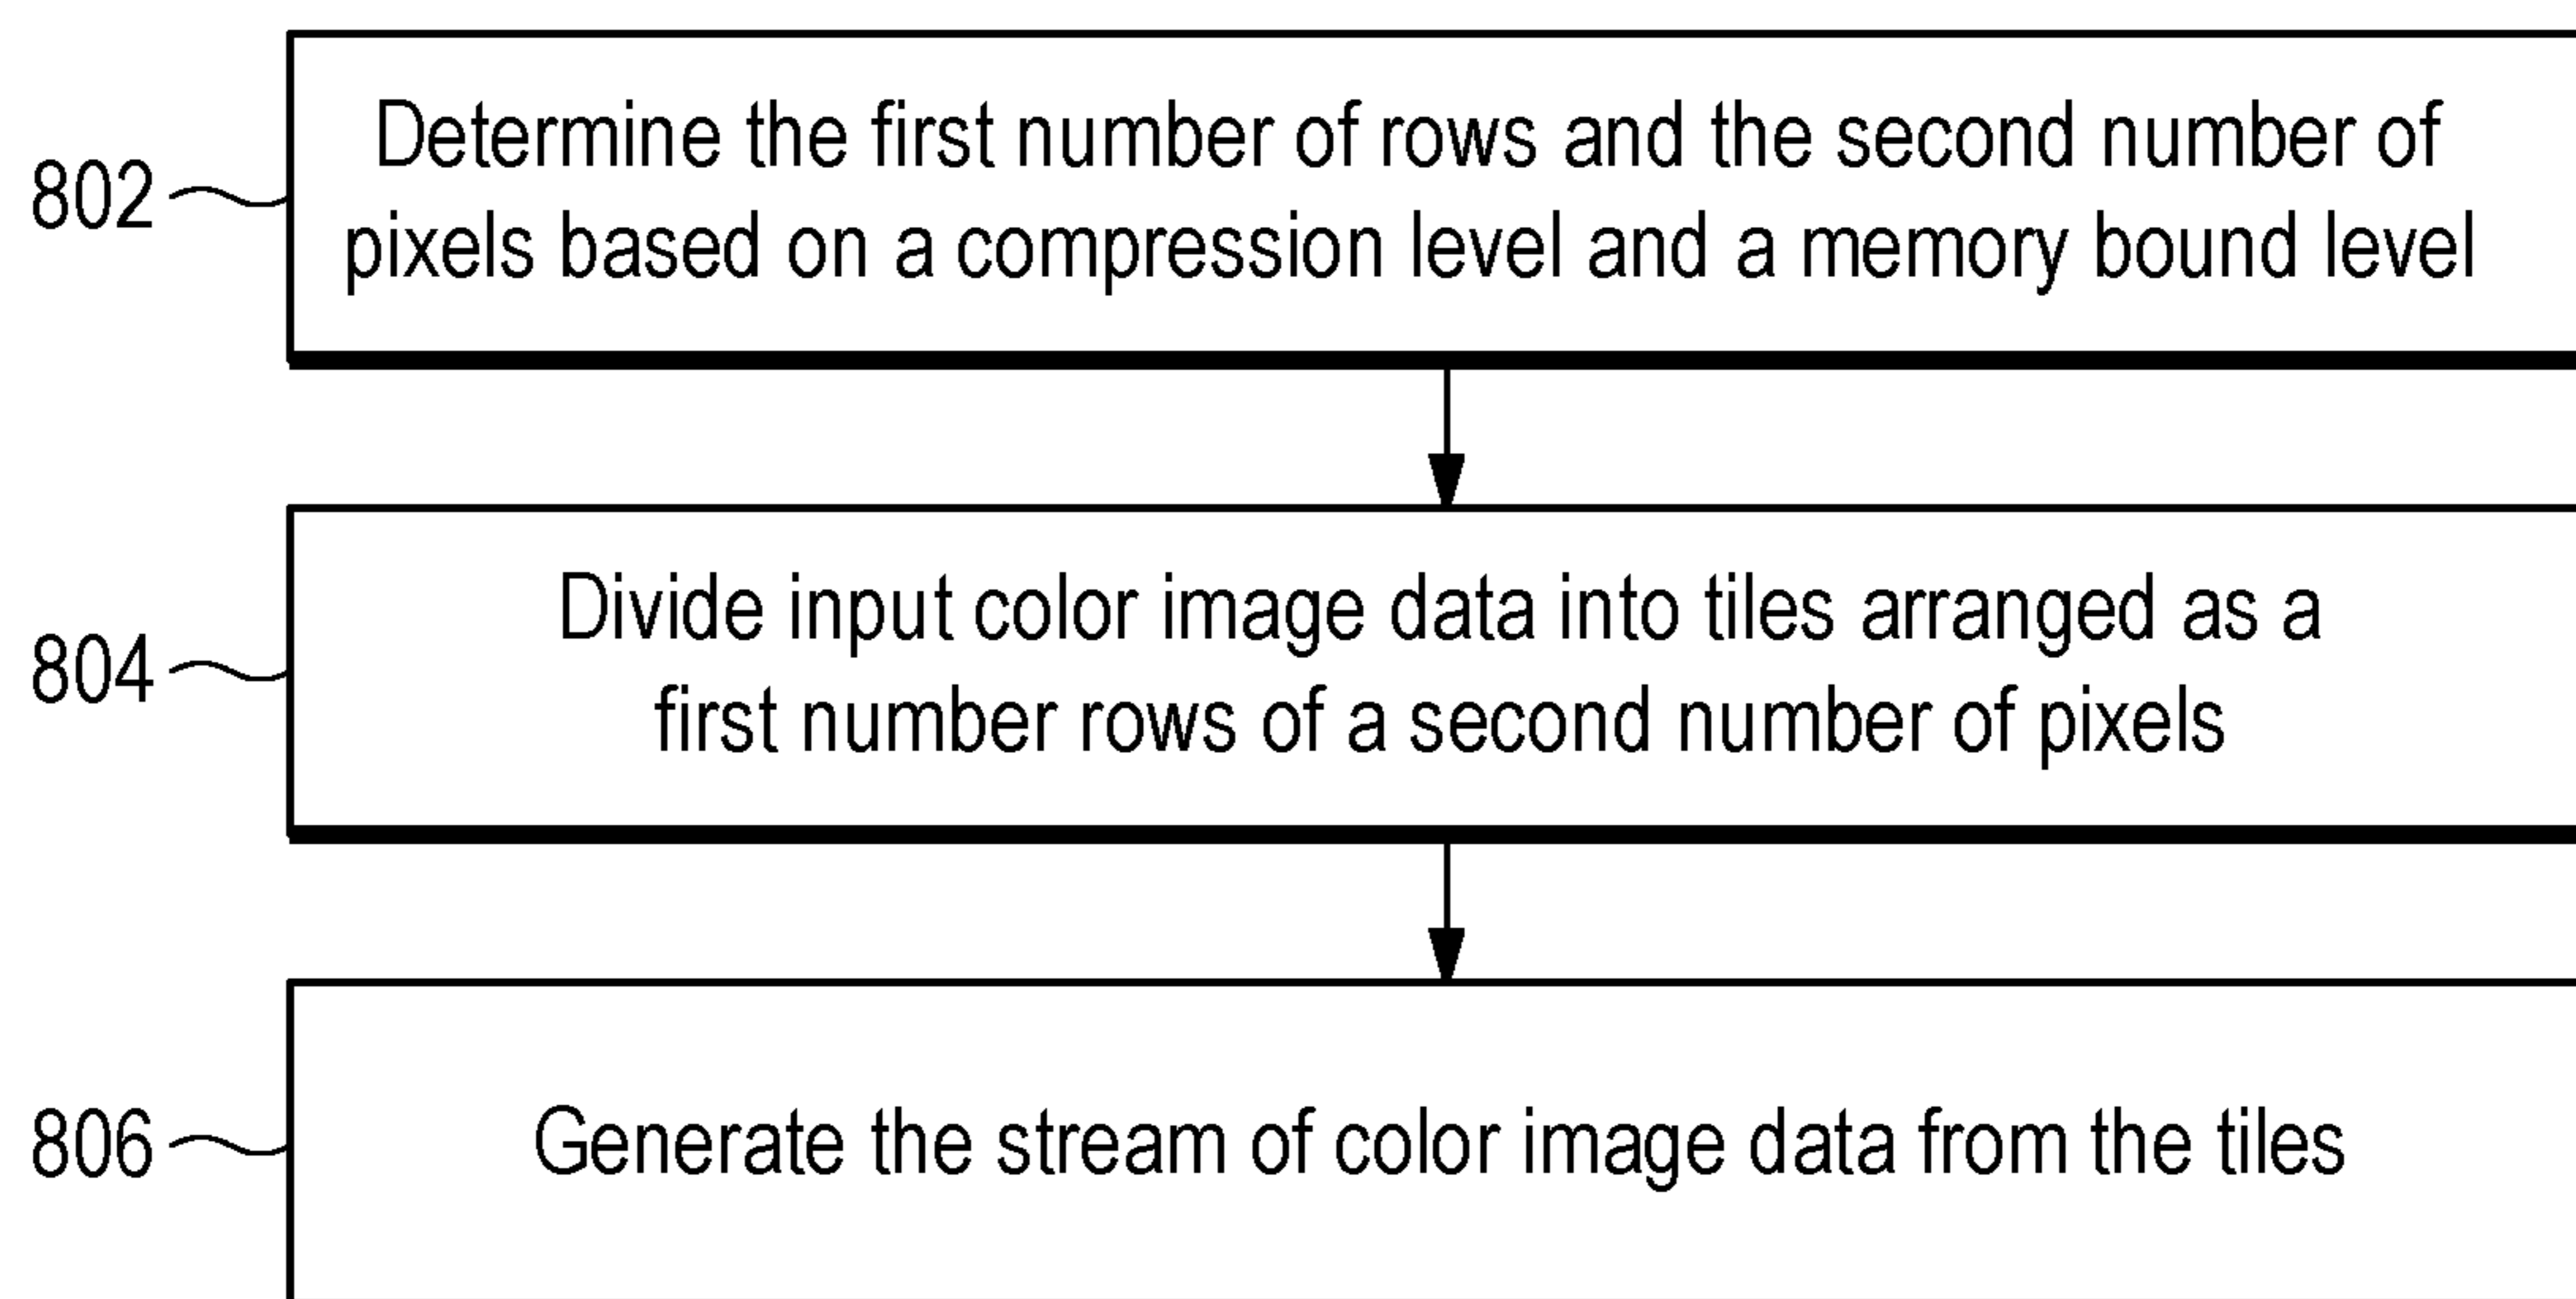 802
Determine the first number of rows and the second number of
pixels based on a compression level and a memory bound level
804
Divide input color image data into tiles arranged as a
first number rows of a second number of pixels
806
Generate the stream of color image data from the tiles